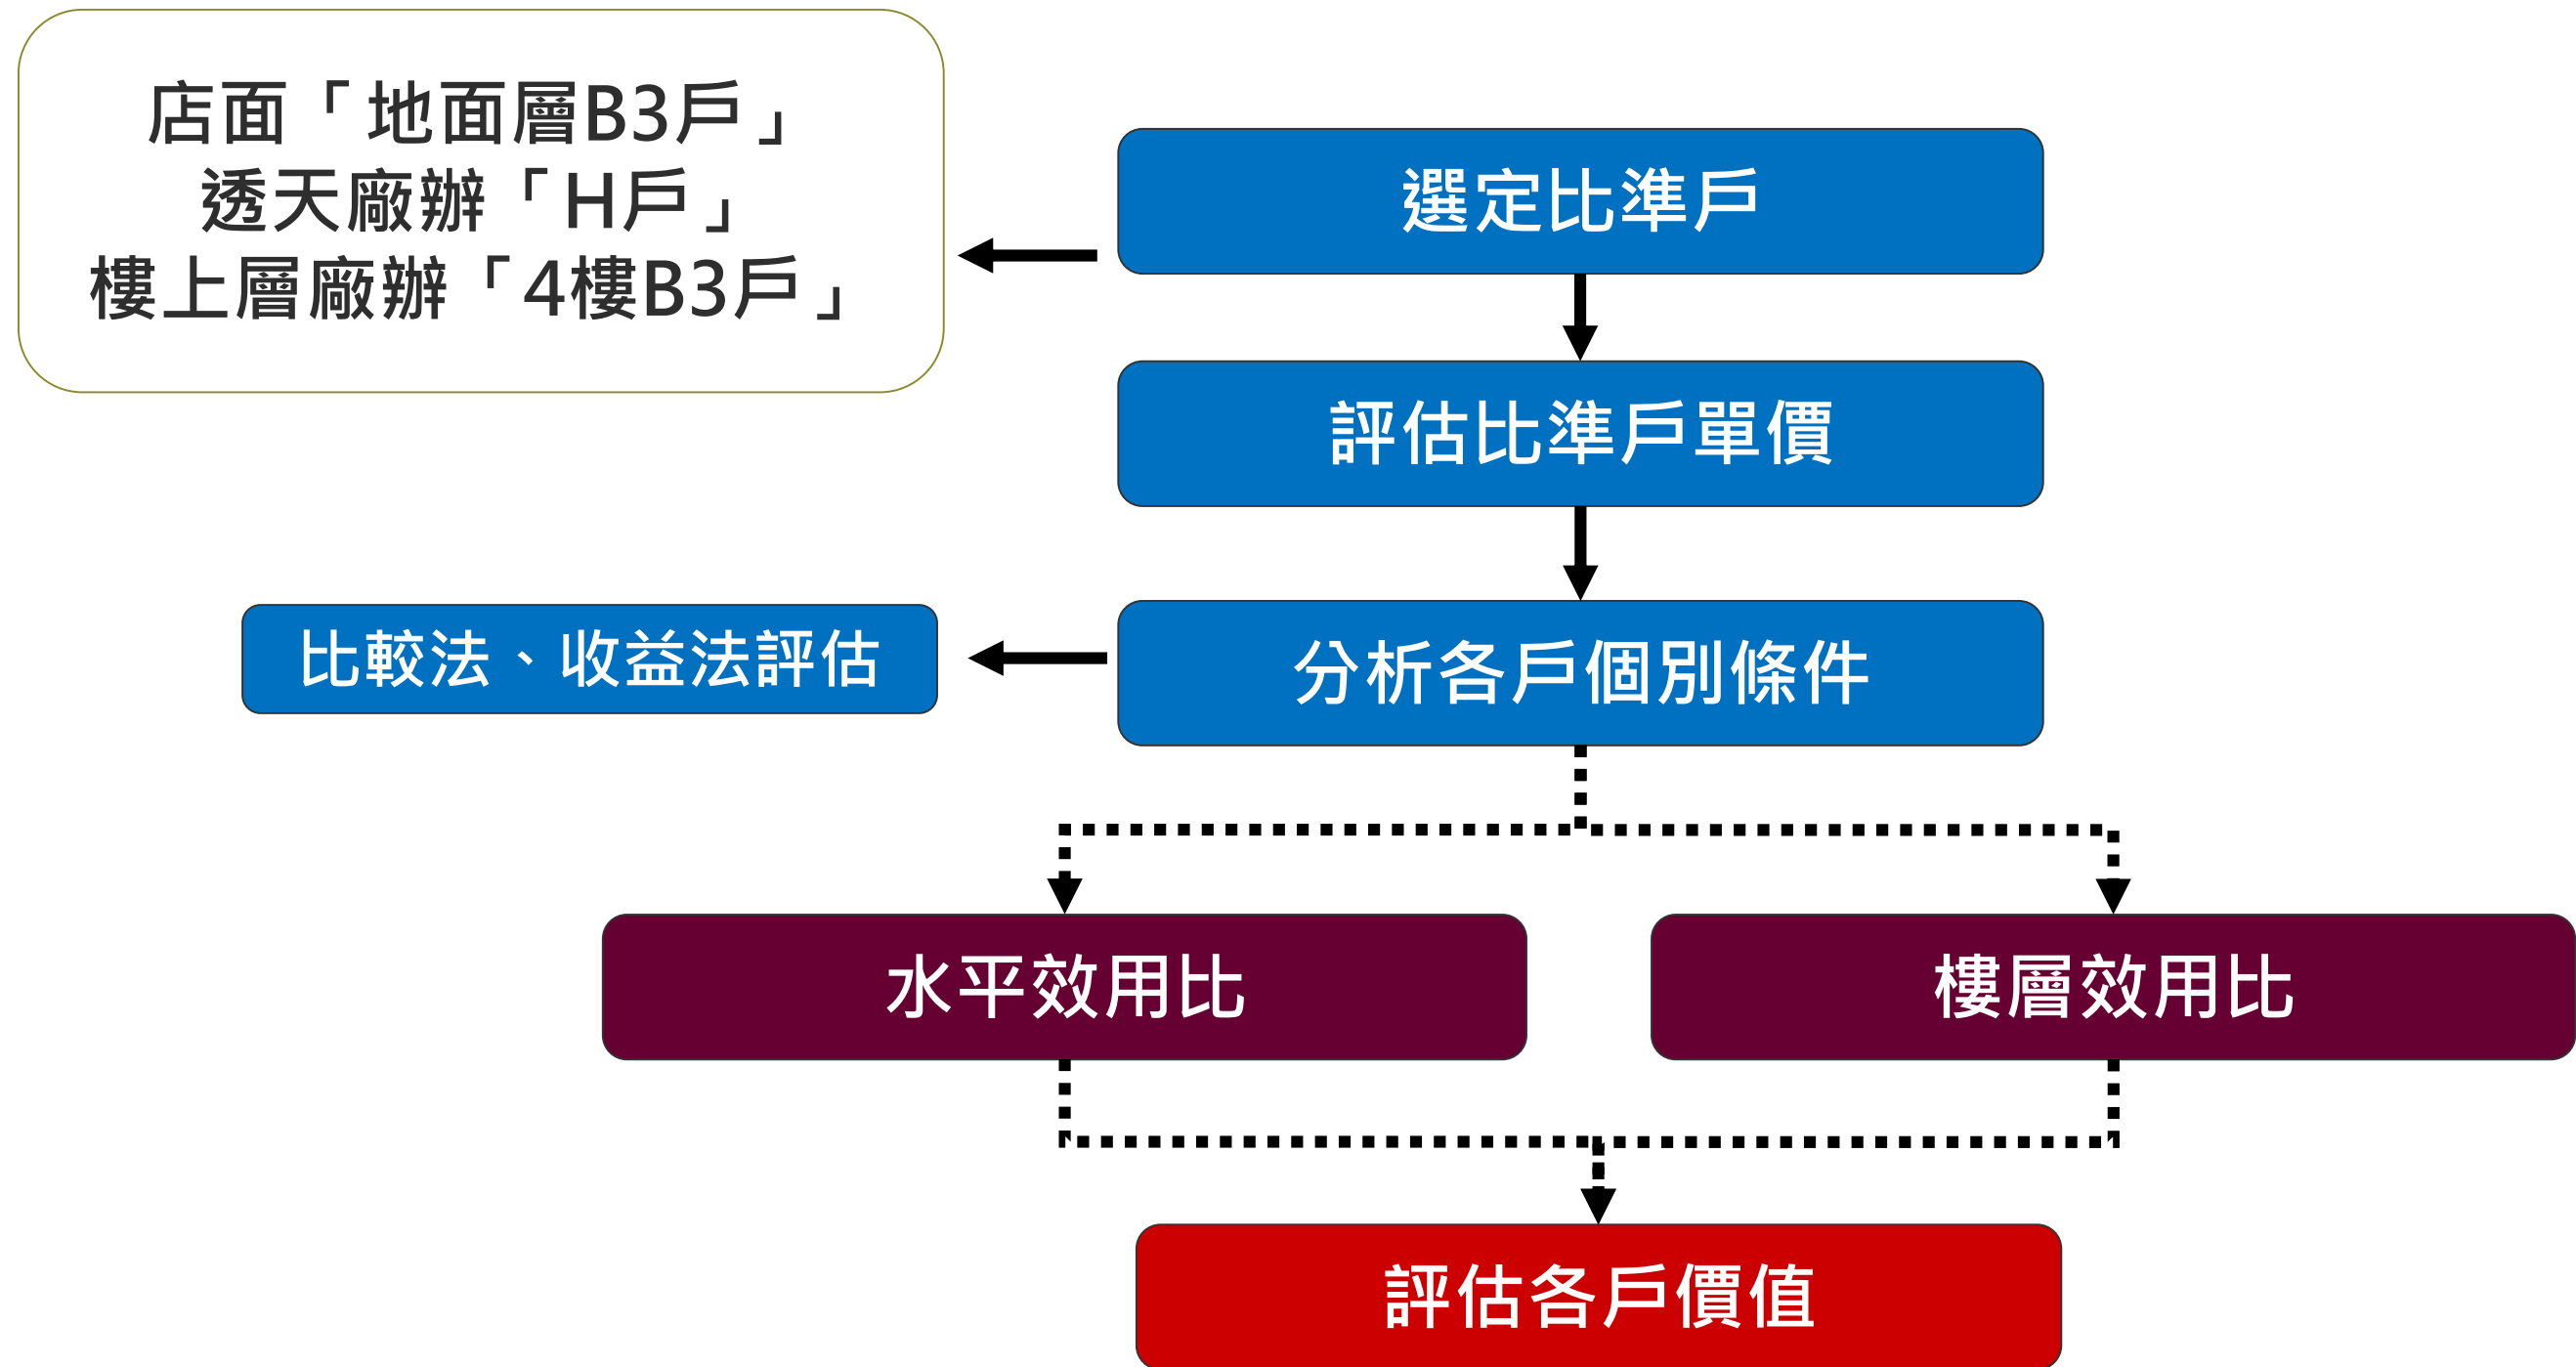 店面「地面層B3戶」
透天廠辦「H戶」
樓上層廠辦「4樓B3戶」
選定比準戶
評估比準戶單價
比較法、收益法評估
分析各戶個別條件
水平效用比
樓層效用比
評估各戶價值